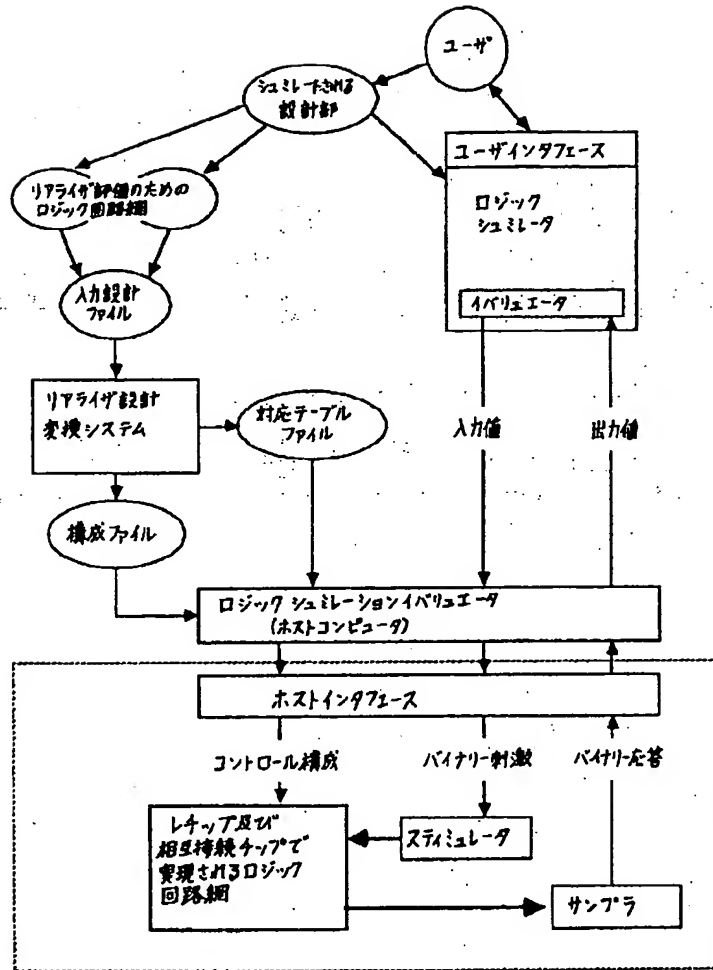 ユーザ
シュミレートされる
設計部
ユーザインタフェース
リアライザ評価のための
ロジック回路網
ロジック
シュミレータ
入力設計
ファイル
イバリュエータ
リアライザ設計
変換システム
対応テーブル
ファイル
入力値
出力値
構成ファイル
ロジック シュミレーションイバリュエータ
(ホストコンピュータ)
ホストインタフェース
コントロール構成
バイナリー刺激
バイナリー応答
Lチップ及び
相互接続チップで
実現されるロジック
回路網
スティミュレータ
サンプラ